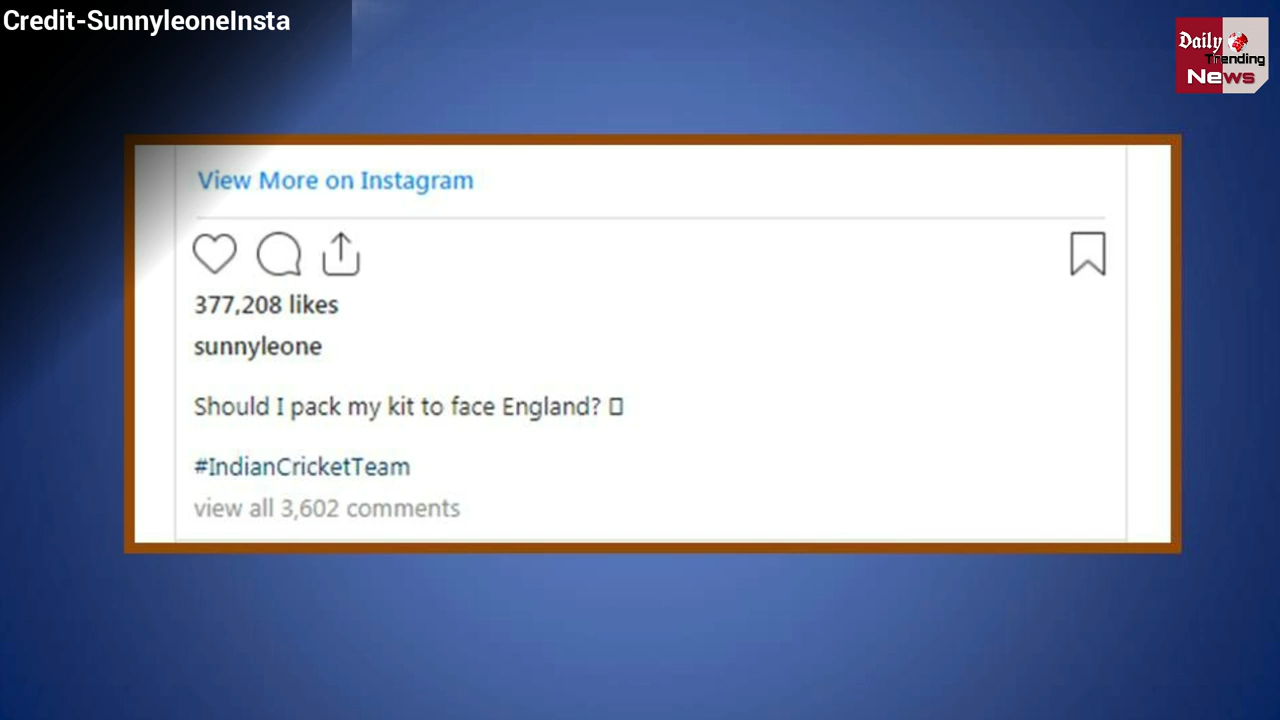 Credit-SunnyleoneInsta
Daily
Trending
News
View More on Instagram
377,208 likes
sunnyleone
Should I pack my kit to face England? 
#IndianCricketTeam
view all 3,602 comments